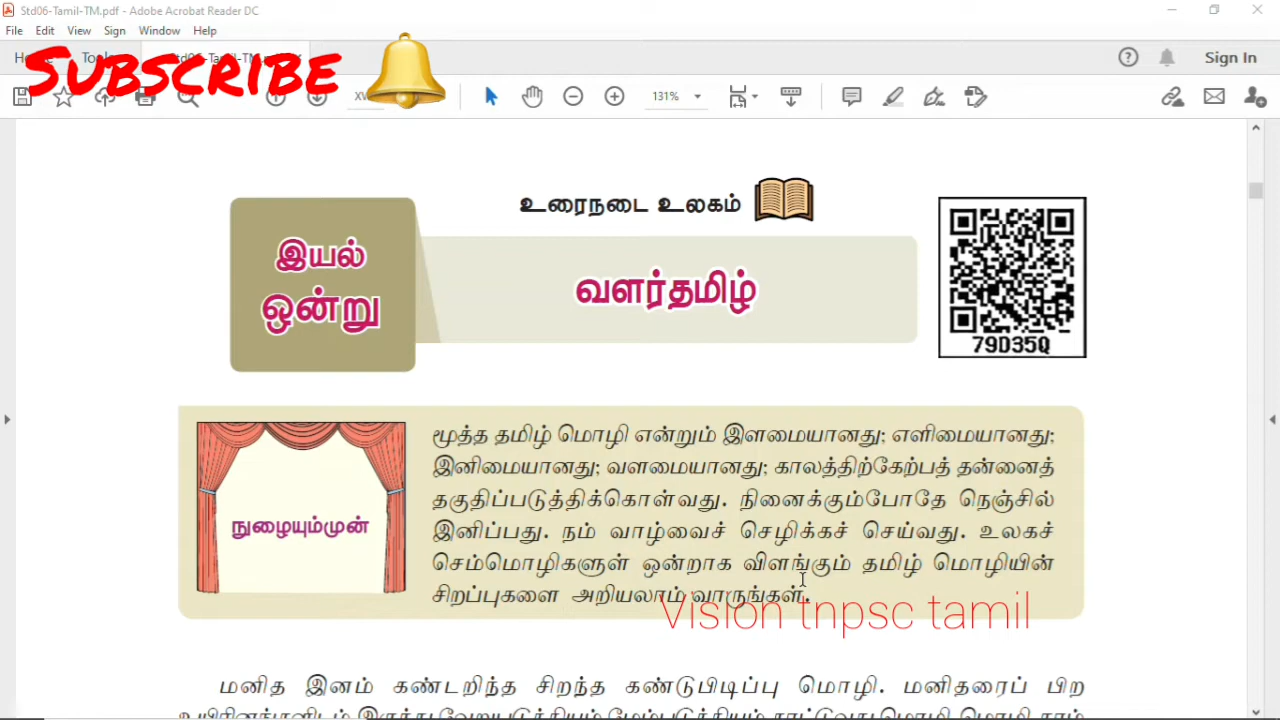 Std06-Tamil-TM.pdf - Adobe Acrobat Reader DC
File Edit View Sign Window Help
SUBSCRIBE
Sign In
131%
உரைநடை உலகம்
இயல்
ஒன்று
வளர்தமிழ்
79D35Q
நுழையும்முன்
மூத்த தமிழ் மொழி என்றும் இளமையானது; எளிமையானது;
இனிமையானது; வளமையானது; காலத்திற்கேற்பத் தன்னைத்
தகுதிப்படுத்திக்கொள்வது. நினைக்கும்போதே நெஞ்சில்
இனிப்பது. நம் வாழ்வைச் செழிக்கச் செய்வது. உலகச்
செம்மொழிகளுள் ஒன்றாக விளங்கும் தமிழ் மொழியின்
சிறப்புகளை அறியலாம் வாருங்கள்.
Vision tnpsc tamil
மனித இனம் கண்டறிந்த சிறந்த கண்டுபிடிப்பு மொழி. மனிதரைப் பிற